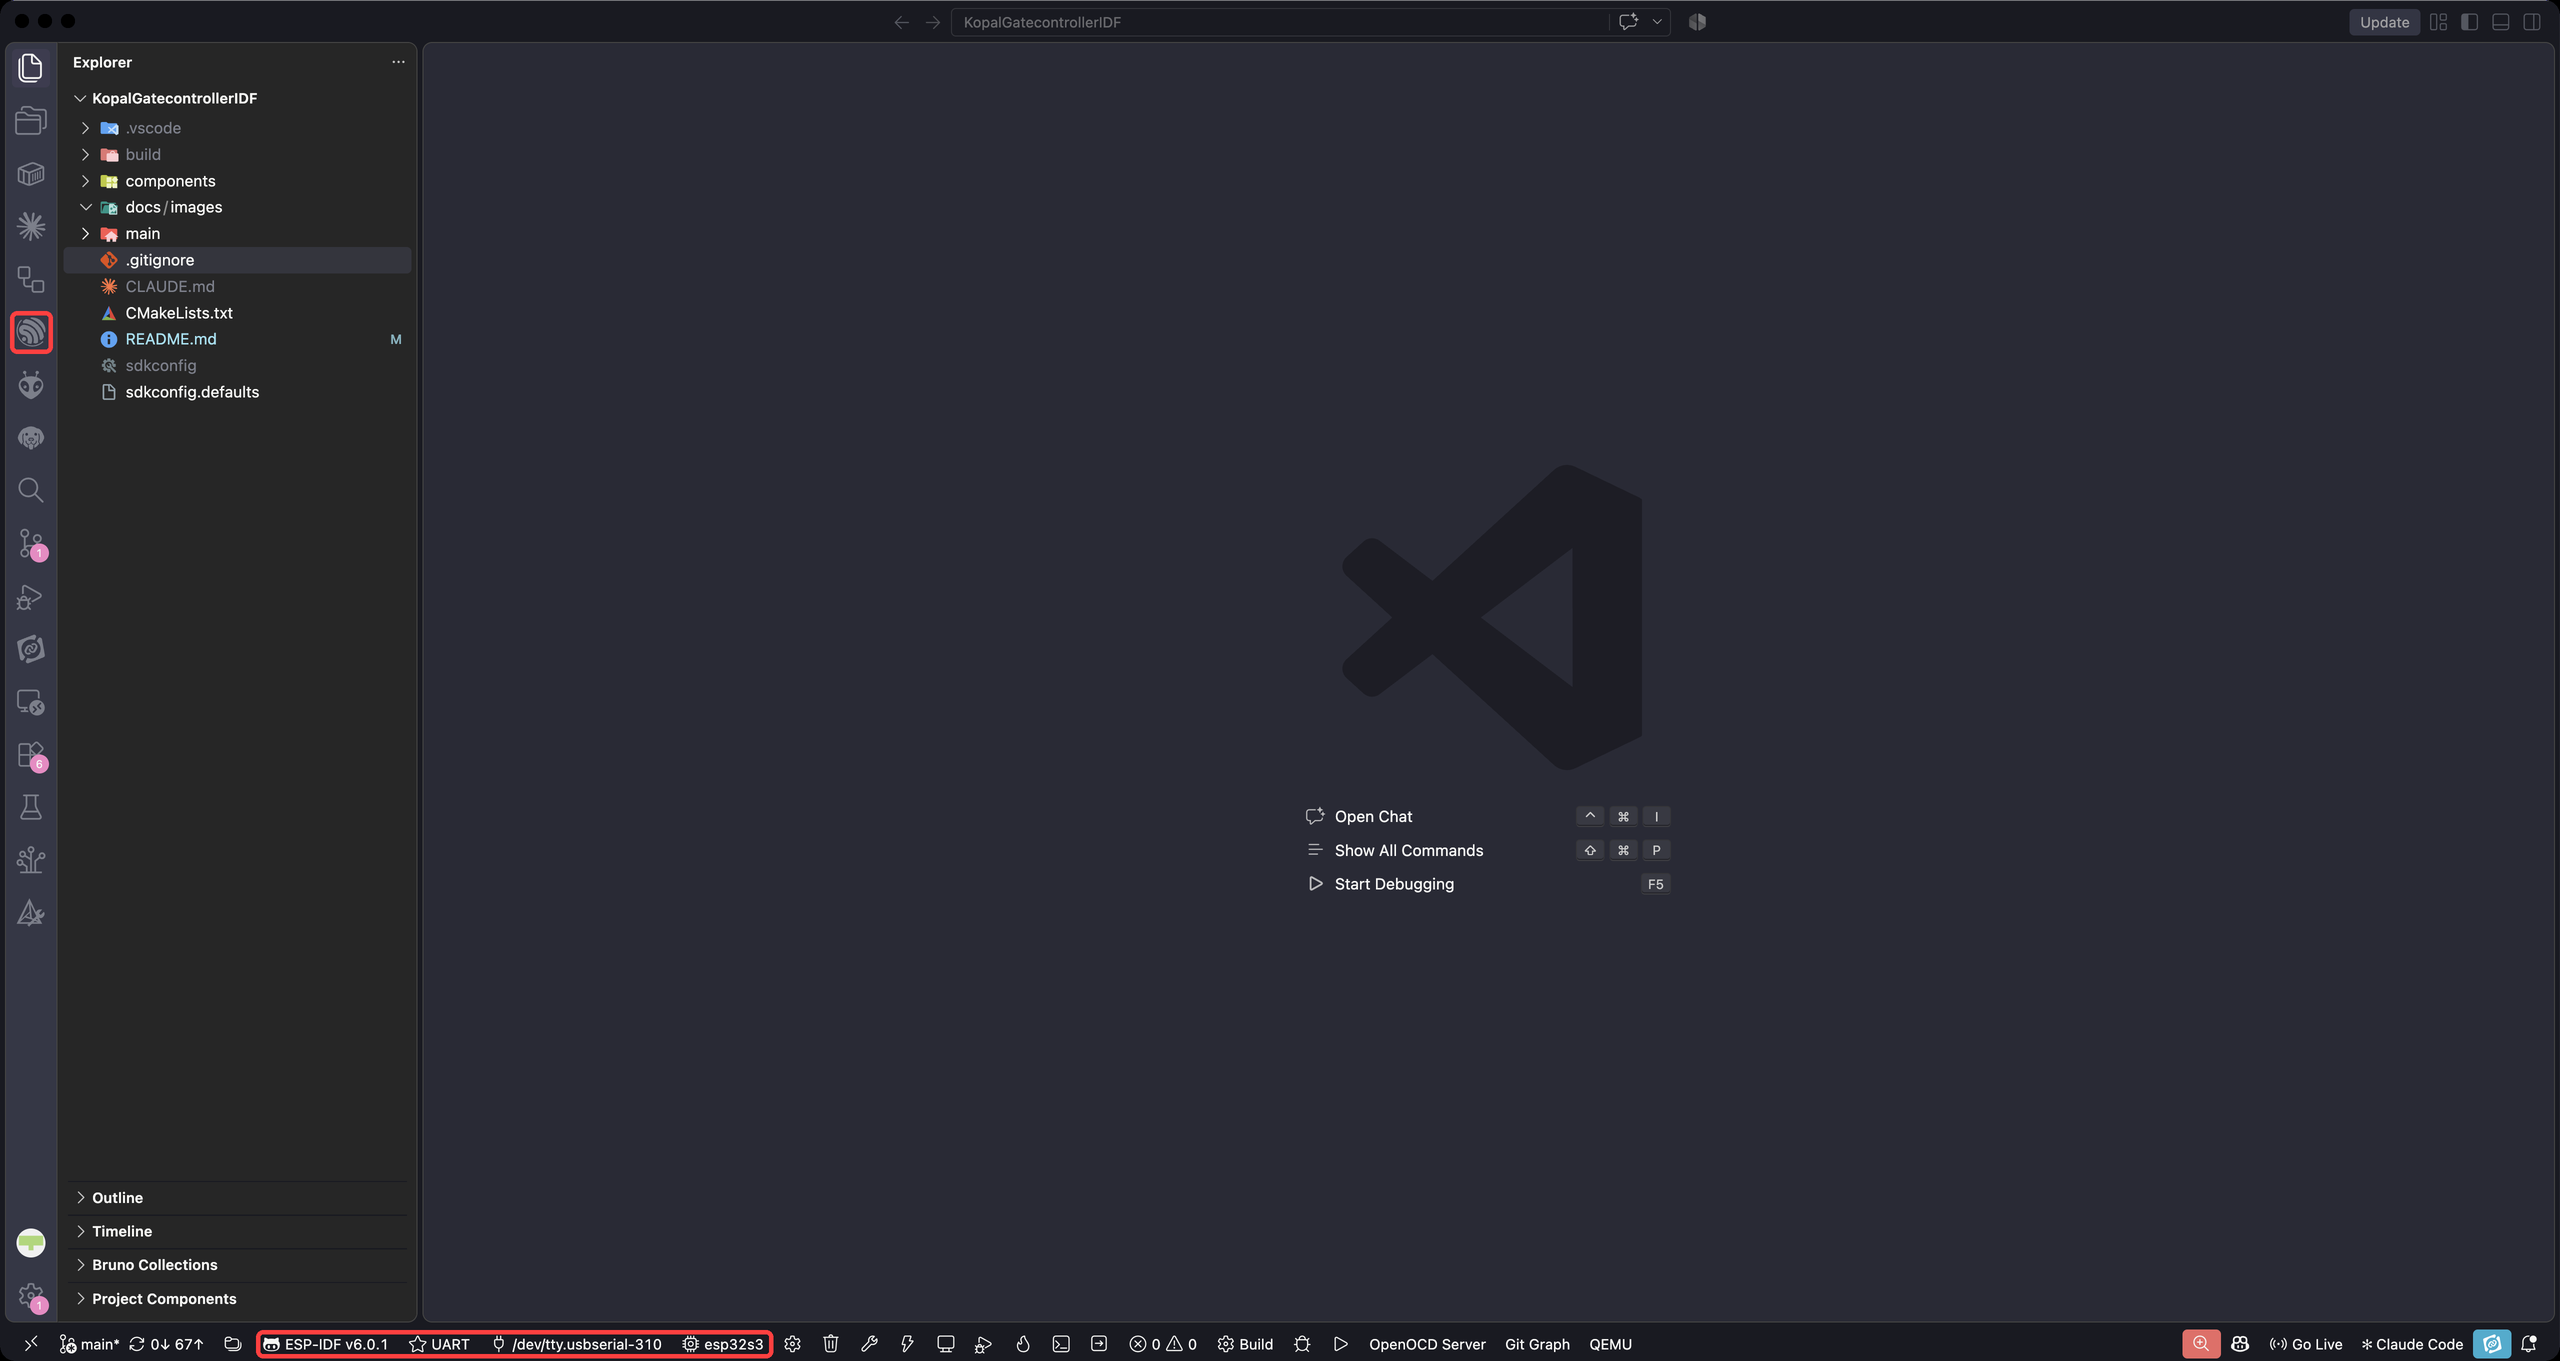 KopalGatecontrollerIDF
Update
Explorer
KopalGatecontrollerIDF
.vscode
build
components
docs/images
main
.gitignore
CLAUDE.md
CMakeLists.txt
README.md M
sdkconfig
sdkconfig.defaults
1
6
Open Chat ^ ⌘ I
Show All Commands ⇧ ⌘ P
Start Debugging F5
Outline
Timeline
Bruno Collections
Project Components
1
main* 0↓ 67↑ ESP-IDF v6.0.1 UART /dev/tty.usbserial-310 esp32s3 0 0 Build OpenOCD Server Git Graph QEMU Go Live Claude Code